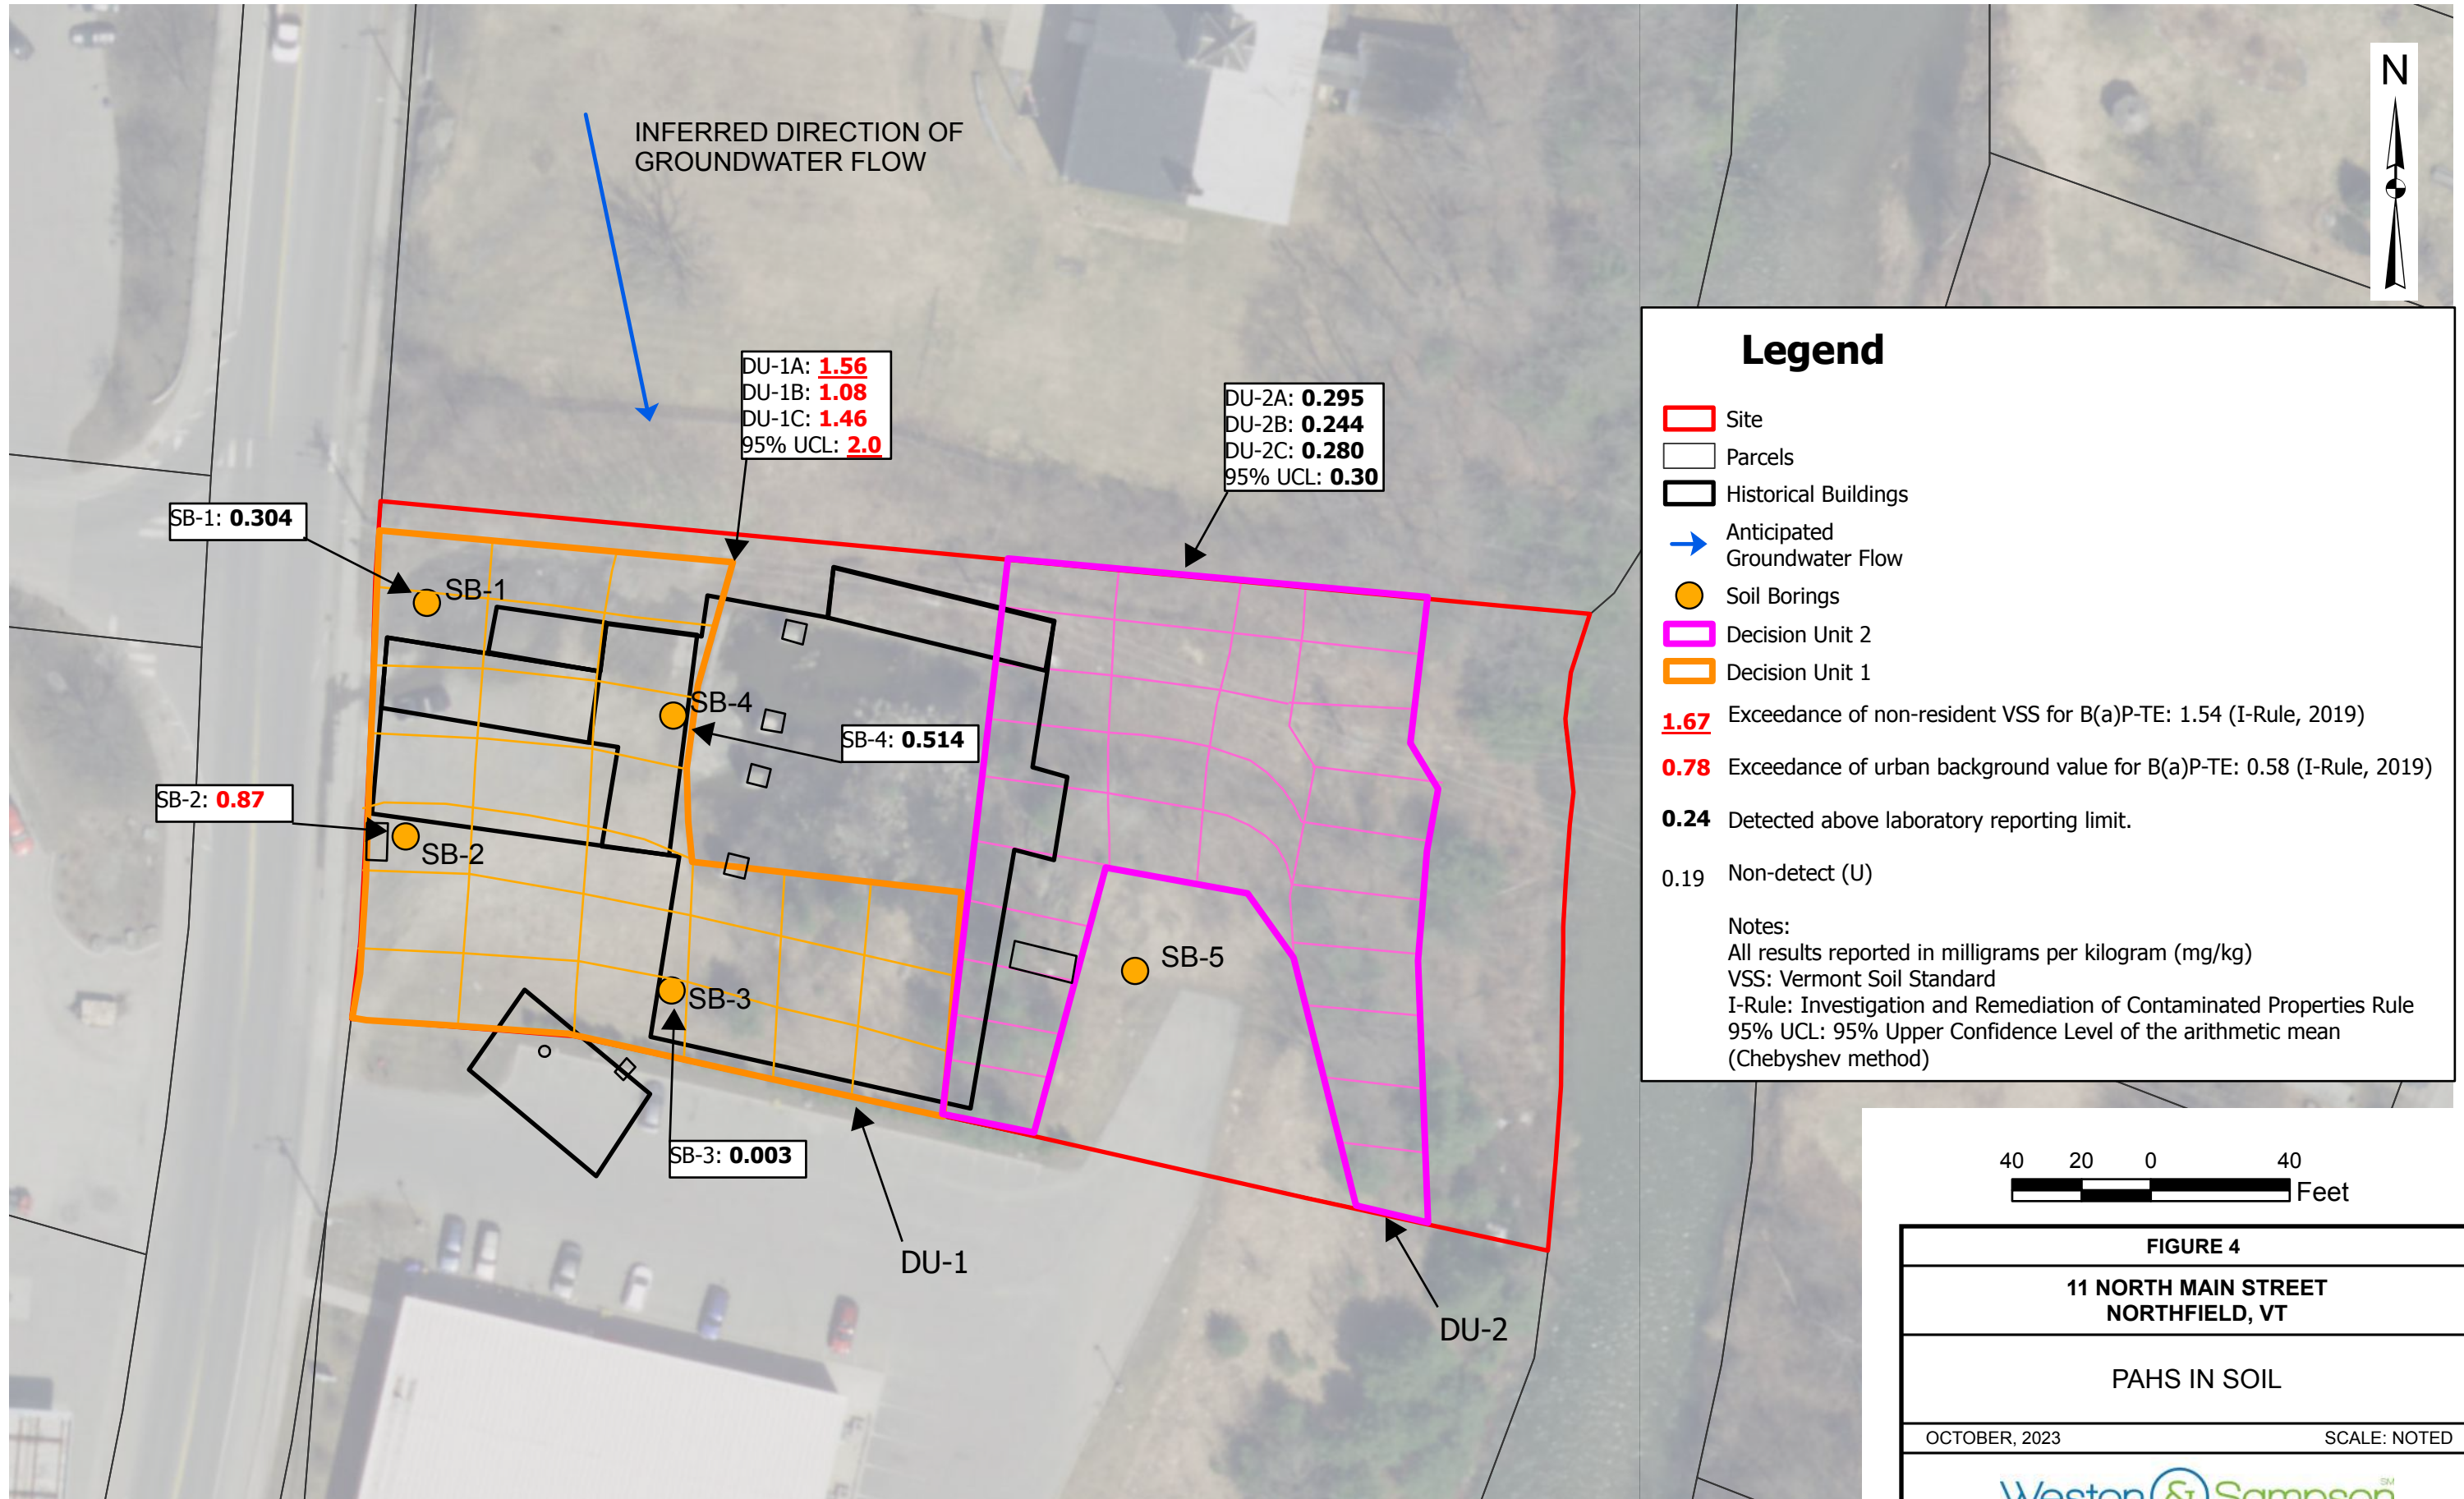 INFERRED DIRECTION OF
GROUNDWATER FLOW
N
DU-1A: 1.56
DU-1B: 1.08
DU-1C: 1.46
95% UCL: 2.0
DU-2A: 0.295
DU-2B: 0.244
DU-2C: 0.280
95% UCL: 0.30
SB-1: 0.304
SB-1
SB-4
SB-4: 0.514
SB-2: 0.87
SB-2
SB-5
SB-3
SB-3: 0.003
DU-1
DU-2
Legend
Site
Parcels
Historical Buildings
Anticipated
Groundwater Flow
Soil Borings
Decision Unit 2
Decision Unit 1
1.67 Exceedance of non-resident VSS for B(a)P-TE: 1.54 (I-Rule, 2019)
0.78 Exceedance of urban background value for B(a)P-TE: 0.58 (I-Rule, 2019)
0.24 Detected above laboratory reporting limit.
0.19 Non-detect (U)
Notes:
All results reported in milligrams per kilogram (mg/kg)
VSS: Vermont Soil Standard
I-Rule: Investigation and Remediation of Contaminated Properties Rule
95% UCL: 95% Upper Confidence Level of the arithmetic mean
(Chebyshev method)
40 20 0 40
Feet
FIGURE 4
11 NORTH MAIN STREET
NORTHFIELD, VT
PAHS IN SOIL
OCTOBER, 2023 SCALE: NOTED
Weston & Sampson SM